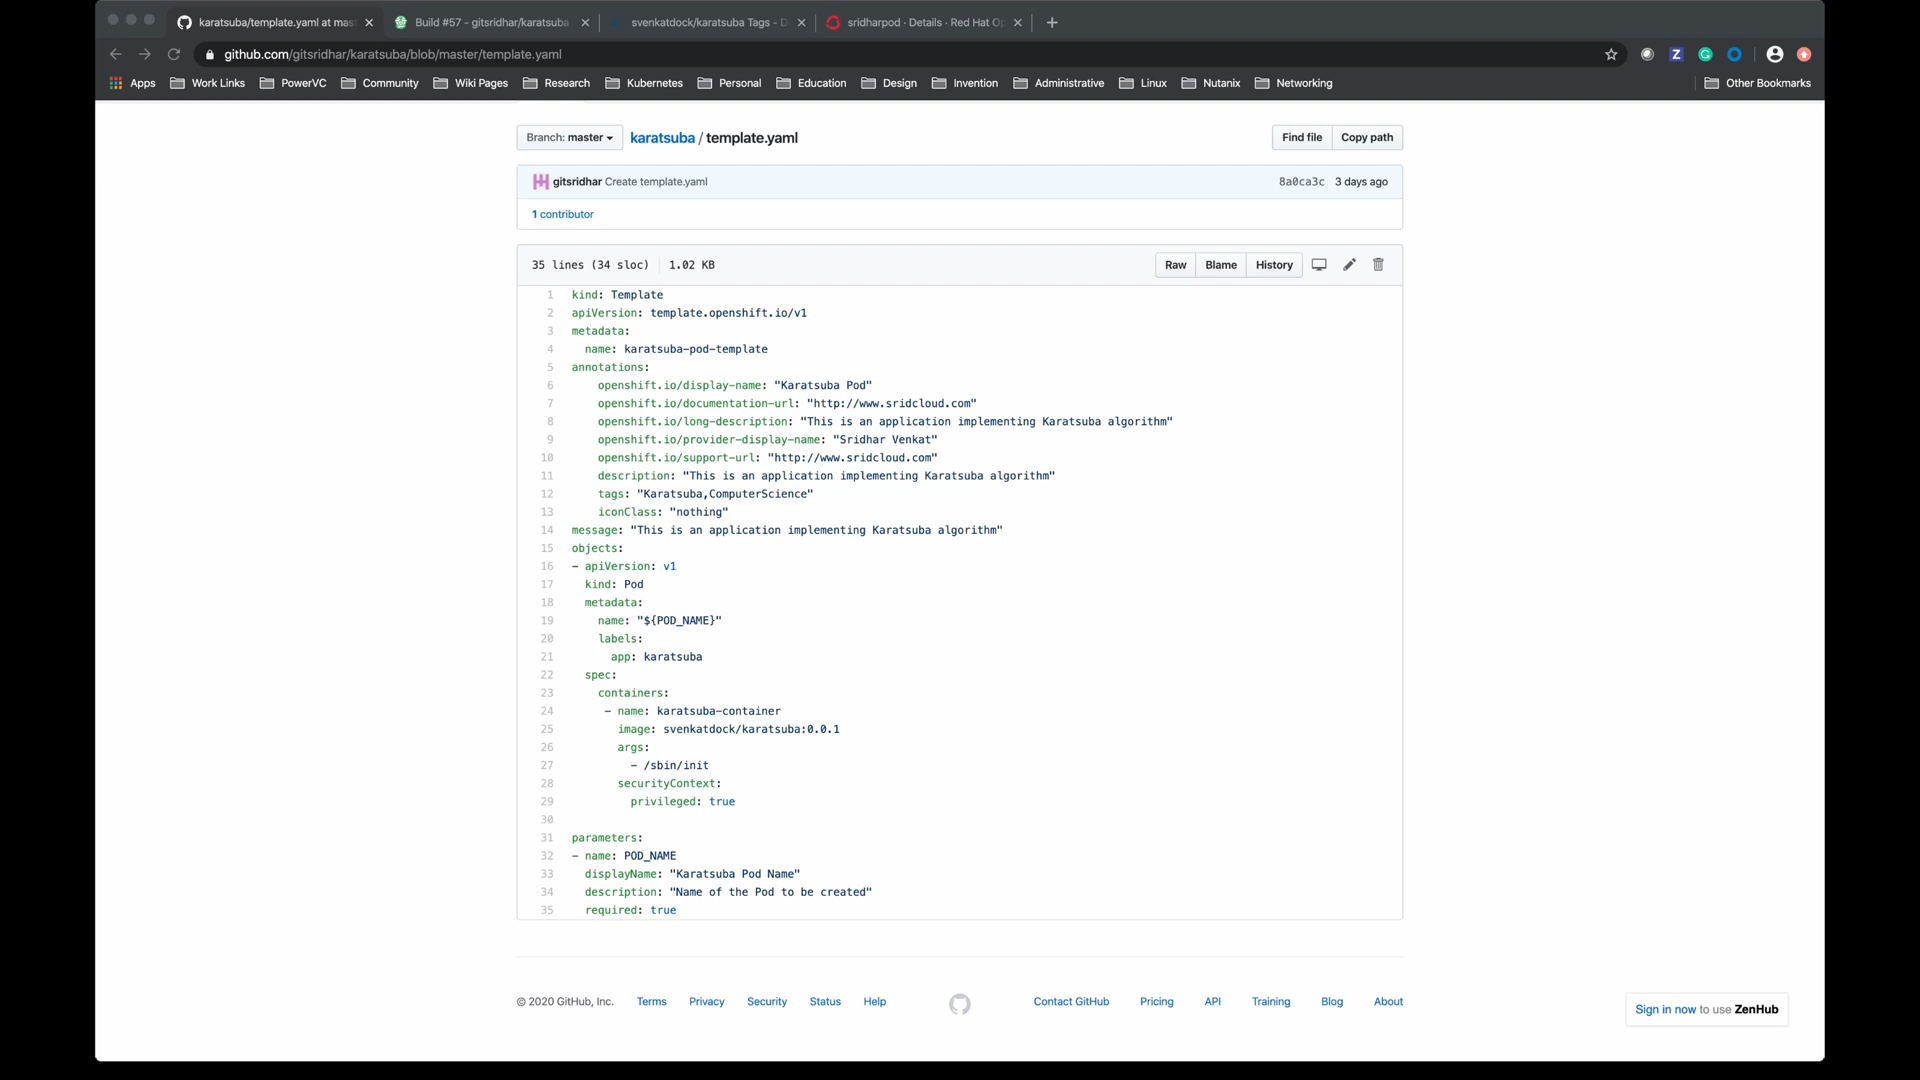 karatsuba/template.yaml at mas
Build #57 - gitsridhar/karatsuba
svenkatdock/karatsuba Tags - D
sridharpod · Details · Red Hat Op
github.com/gitsridhar/karatsuba/blob/master/template.yaml
Apps Work Links PowerVC Community Wiki Pages Research Kubernetes Personal Education Design Invention Administrative Linux Nutanix Networking Other Bookmarks
Branch: master karatsuba / template.yaml Find file Copy path
gitsridhar Create template.yaml 8a0ca3c 3 days ago
1 contributor
35 lines (34 sloc) 1.02 KB Raw Blame History
1 kind: Template
2 apiVersion: template.openshift.io/v1
3 metadata:
4   name: karatsuba-pod-template
5 annotations:
6     openshift.io/display-name: "Karatsuba Pod"
7     openshift.io/documentation-url: "http://www.sridcloud.com"
8     openshift.io/long-description: "This is an application implementing Karatsuba algorithm"
9     openshift.io/provider-display-name: "Sridhar Venkat"
10     openshift.io/support-url: "http://www.sridcloud.com"
11     description: "This is an application implementing Karatsuba algorithm"
12     tags: "Karatsuba,ComputerScience"
13     iconClass: "nothing"
14 message: "This is an application implementing Karatsuba algorithm"
15 objects:
16 - apiVersion: v1
17   kind: Pod
18   metadata:
19     name: "${POD_NAME}"
20     labels:
21       app: karatsuba
22   spec:
23     containers:
24      - name: karatsuba-container
25        image: svenkatdock/karatsuba:0.0.1
26        args:
27          - /sbin/init
28        securityContext:
29          privileged: true
30
31 parameters:
32 - name: POD_NAME
33   displayName: "Karatsuba Pod Name"
34   description: "Name of the Pod to be created"
35   required: true
© 2020 GitHub, Inc. Terms Privacy Security Status Help Contact GitHub Pricing API Training Blog About
Sign in now to use ZenHub